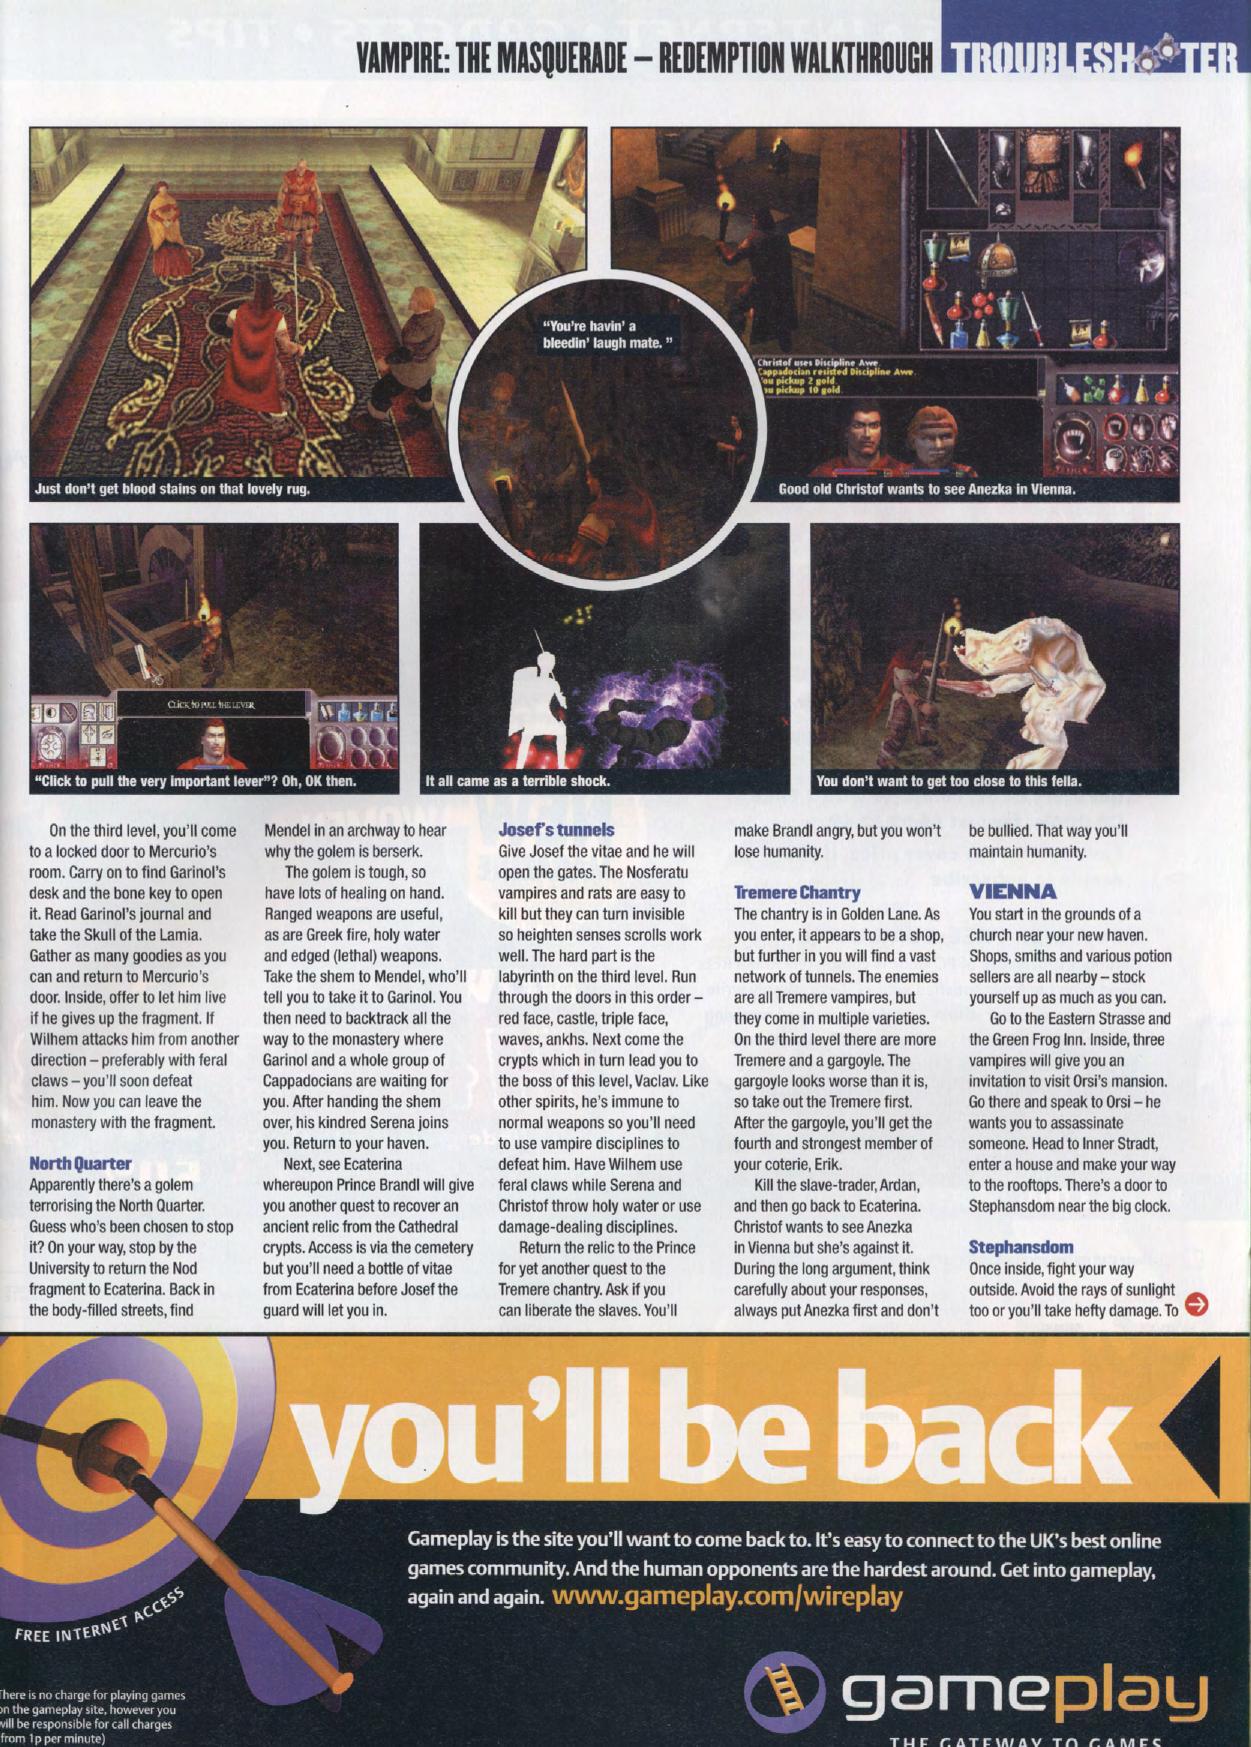 VAMPIRE: THE MASQUERADE – REDEMPTION WALKTHROUGH TROUBLESHOOTER
"You're havin' a
bleedin' laugh mate."
Christof uses Discipline Awe.
Cappadocian resisted Discipline Awe.
You pickup 2 gold.
You pickup 10 gold.
Just don't get blood stains on that lovely rug.
Good old Christof wants to see Anezka in Vienna.
CLICK TO PULL THE LEVER
"Click to pull the very important lever"? Oh, OK then.
It all came as a terrible shock.
You don't want to get too close to this fella.
On the third level, you'll come
to a locked door to Mercurio's
room. Carry on to find Garinol's
desk and the bone key to open
it. Read Garinol's journal and
take the Skull of the Lamia.
Gather as many goodies as you
can and return to Mercurio's
door. Inside, offer to let him live
if he gives up the fragment. If
Wilhem attacks him from another
direction – preferably with feral
claws – you'll soon defeat
him. Now you can leave the
monastery with the fragment.
North Quarter
Apparently there's a golem
terrorising the North Quarter.
Guess who's been chosen to stop
it? On your way, stop by the
University to return the Nod
fragment to Ecaterina. Back in
the body-filled streets, find
Mendel in an archway to hear
why the golem is berserk.
The golem is tough, so
have lots of healing on hand.
Ranged weapons are useful,
as are Greek fire, holy water
and edged (lethal) weapons.
Take the shem to Mendel, who'll
tell you to take it to Garinol. You
then need to backtrack all the
way to the monastery where
Garinol and a whole group of
Cappadocians are waiting for
you. After handing the shem
over, his kindred Serena joins
you. Return to your haven.
Next, see Ecaterina
whereupon Prince Brandl will give
you another quest to recover an
ancient relic from the Cathedral
crypts. Access is via the cemetery
but you'll need a bottle of vitae
from Ecaterina before Josef the
guard will let you in.
Josef's tunnels
Give Josef the vitae and he will
open the gates. The Nosferatu
vampires and rats are easy to
kill but they can turn invisible
so heighten senses scrolls work
well. The hard part is the
labyrinth on the third level. Run
through the doors in this order –
red face, castle, triple face,
waves, ankhs. Next come the
crypts which in turn lead you to
the boss of this level, Vaclav. Like
other spirits, he's immune to
normal weapons so you'll need
to use vampire disciplines to
defeat him. Have Wilhem use
feral claws while Serena and
Christof throw holy water or use
damage-dealing disciplines.
Return the relic to the Prince
for yet another quest to the
Tremere chantry. Ask if you
can liberate the slaves. You'll
make Brandl angry, but you won't
lose humanity.
Tremere Chantry
The chantry is in Golden Lane. As
you enter, it appears to be a shop,
but further in you will find a vast
network of tunnels. The enemies
are all Tremere vampires, but
they come in multiple varieties.
On the third level there are more
Tremere and a gargoyle. The
gargoyle looks worse than it is,
so take out the Tremere first.
After the gargoyle, you'll get the
fourth and strongest member of
your coterie, Erik.
Kill the slave-trader, Ardan,
and then go back to Ecaterina.
Christof wants to see Anezka
in Vienna but she's against it.
During the long argument, think
carefully about your responses,
always put Anezka first and don't
be bullied. That way you'll
maintain humanity.
VIENNA
You start in the grounds of a
church near your new haven.
Shops, smiths and various potion
sellers are all nearby – stock
yourself up as much as you can.
Go to the Eastern Strasse and
the Green Frog Inn. Inside, three
vampires will give you an
invitation to visit Orsi's mansion.
Go there and speak to Orsi – he
wants you to assassinate
someone. Head to Inner Stradt,
enter a house and make your way
to the rooftops. There's a door to
Stephansdom near the big clock.
Stephansdom
Once inside, fight your way
outside. Avoid the rays of sunlight
too or you'll take hefty damage. To
you'll be back
Gameplay is the site you'll want to come back to. It's easy to connect to the UK's best online
games community. And the human opponents are the hardest around. Get into gameplay,
again and again. www.gameplay.com/wireplay
FREE INTERNET ACCESS
There is no charge for playing games
on the gameplay site, however you
will be responsible for call charges
(from 1p per minute)
gameplay
THE GATEWAY TO GAMES